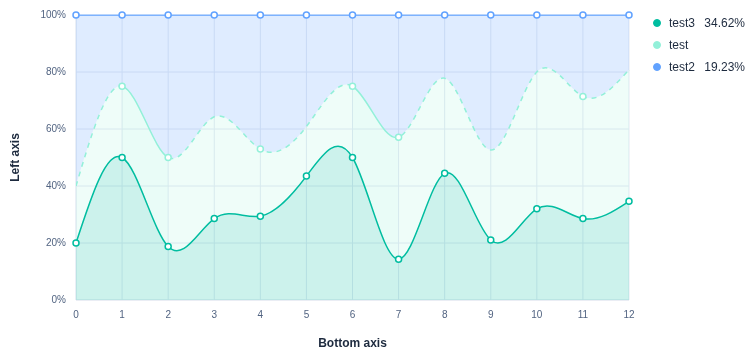 100%
80%
60%
40%
20%
0%
Left axis
0 1 2 3 4 5 6 7 8 9 10 11 12
Bottom axis
test3 34.62%
test
test2 19.23%